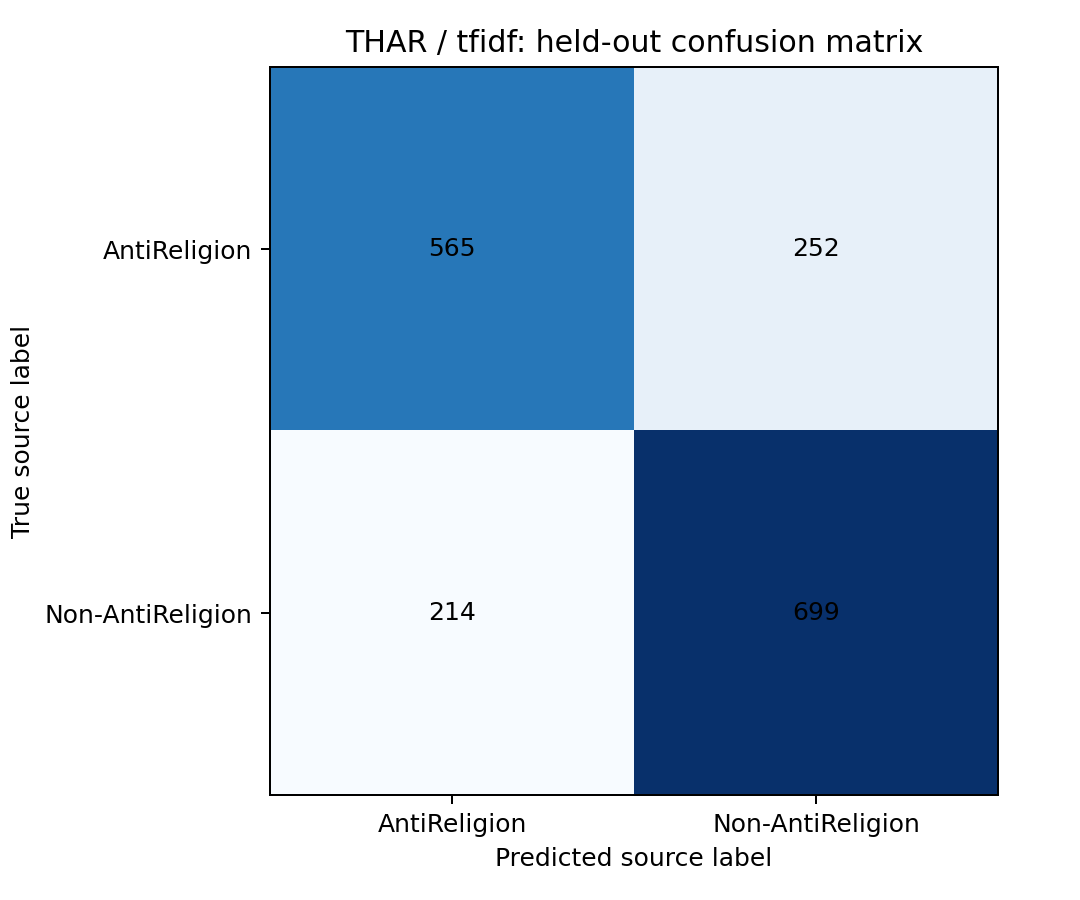 THAR / tfidf: held-out confusion matrix
True source label
AntiReligion
565
252
Non-AntiReligion
214
699
AntiReligion
Non-AntiReligion
Predicted source label